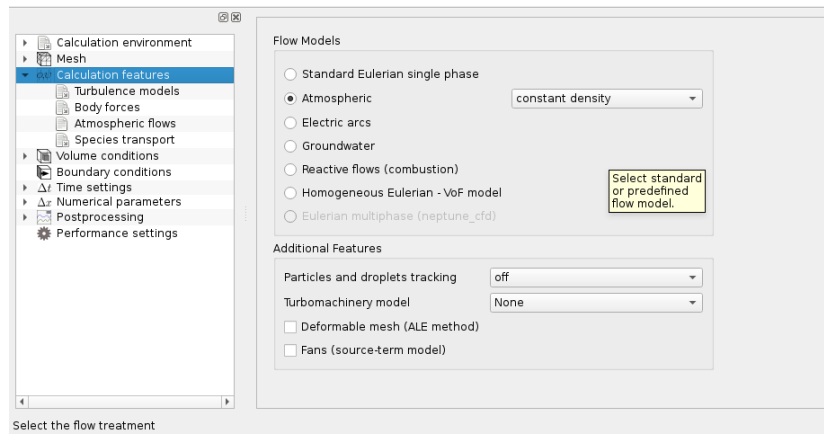 Calculation environment
Mesh
Calculation features
Turbulence models
Body forces
Atmospheric flows
Species transport
Volume conditions
Boundary conditions
Δt Time settings
Δx Numerical parameters
Postprocessing
Performance settings
Flow Models
Standard Eulerian single phase
Atmospheric constant density
Electric arcs
Groundwater
Reactive flows (combustion)
Homogeneous Eulerian - VoF model
Eulerian multiphase (neptune_cfd)
Select standard
or predefined
flow model.
Additional Features
Particles and droplets tracking off
Turbomachinery model None
Deformable mesh (ALE method)
Fans (source-term model)
Select the flow treatment